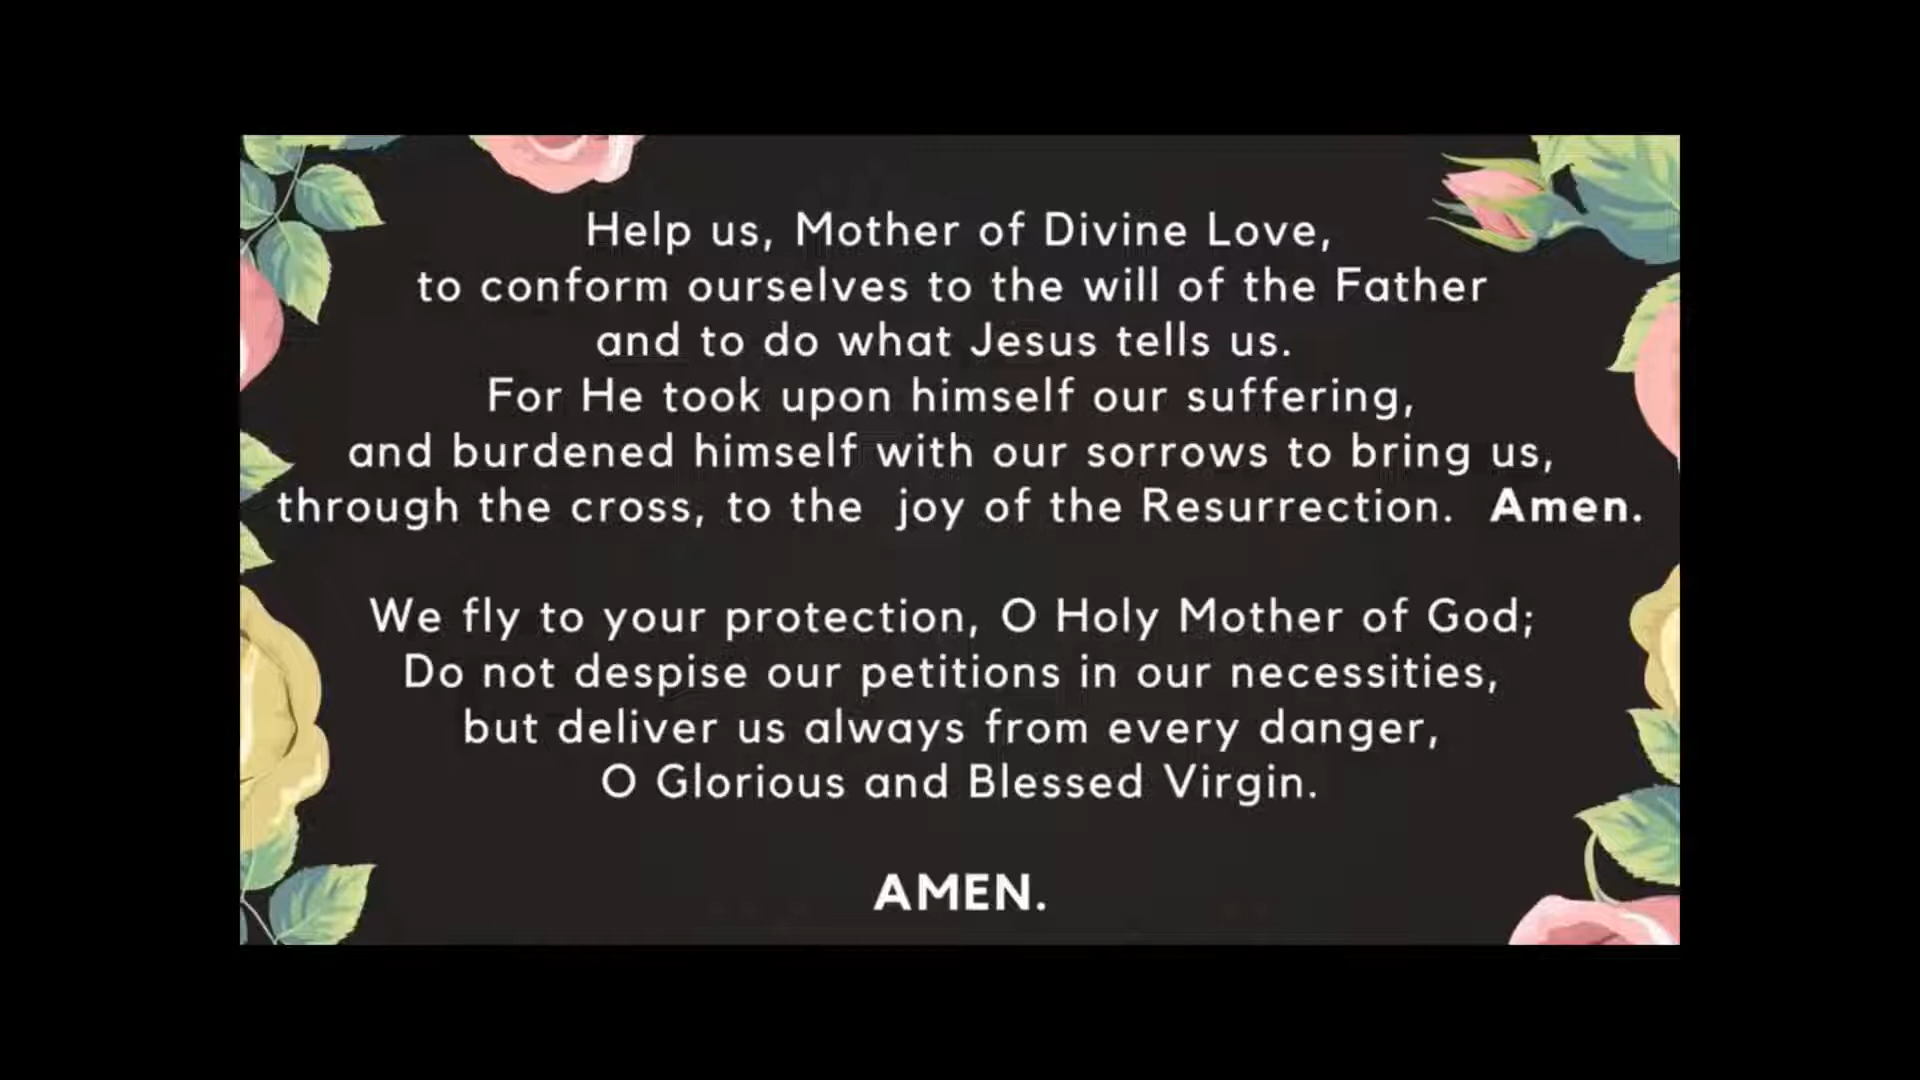 Help us, Mother of Divine Love,
to conform ourselves to the will of the Father
and to do what Jesus tells us.
For He took upon himself our suffering,
and burdened himself with our sorrows to bring us,
through the cross, to the joy of the Resurrection. Amen.
We fly to your protection, O Holy Mother of God;
Do not despise our petitions in our necessities,
but deliver us always from every danger,
O Glorious and Blessed Virgin.
AMEN.